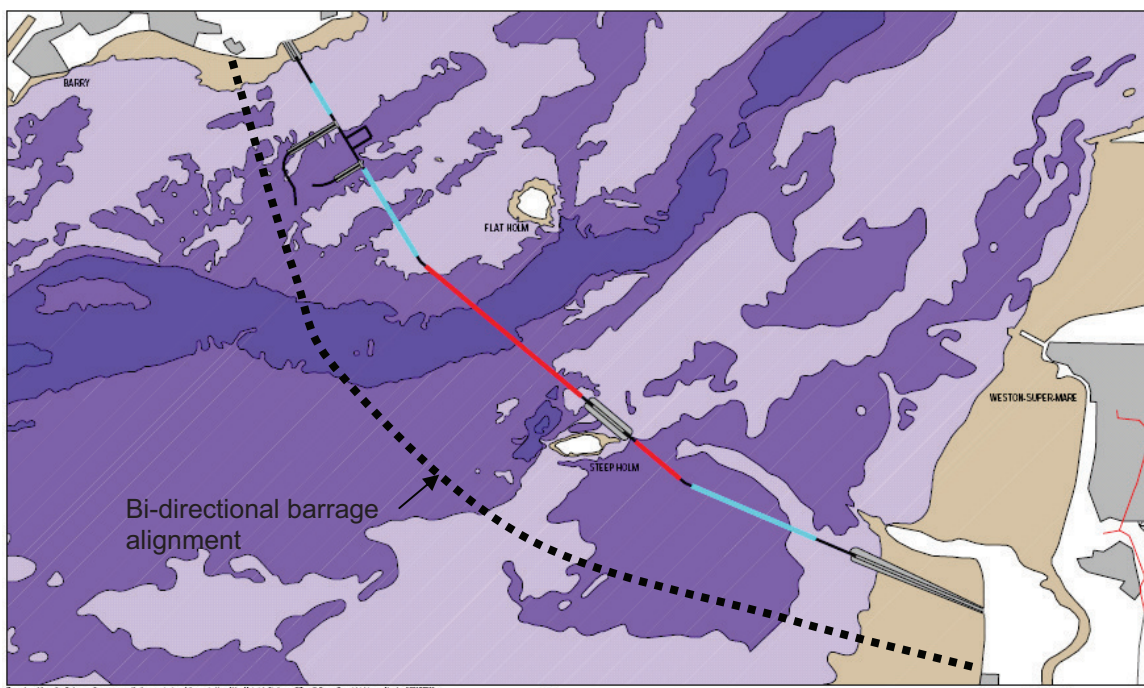 BARRY
FLAT HOLM
WESTON-SUPER-MARE
STEEP HOLM
Bi-directional barrage
alignment